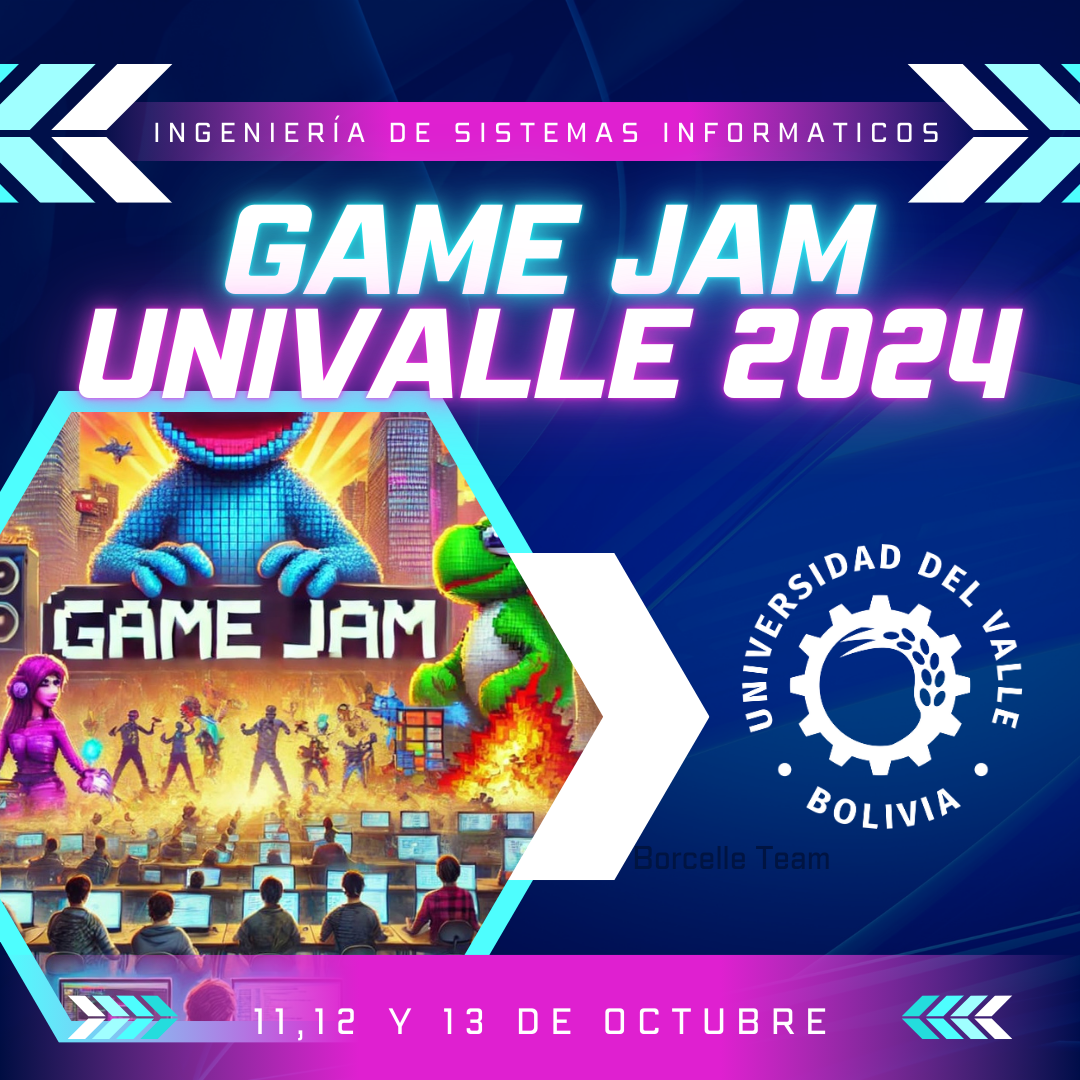 INGENIERÍA DE SISTEMAS INFORMATICOS
GAME JAM
UNIVALLE 2024
GAME JAM
UNIVERSIDAD DEL VALLE
BOLIVIA
Borcelle Team
11,12 Y 13 DE OCTUBRE